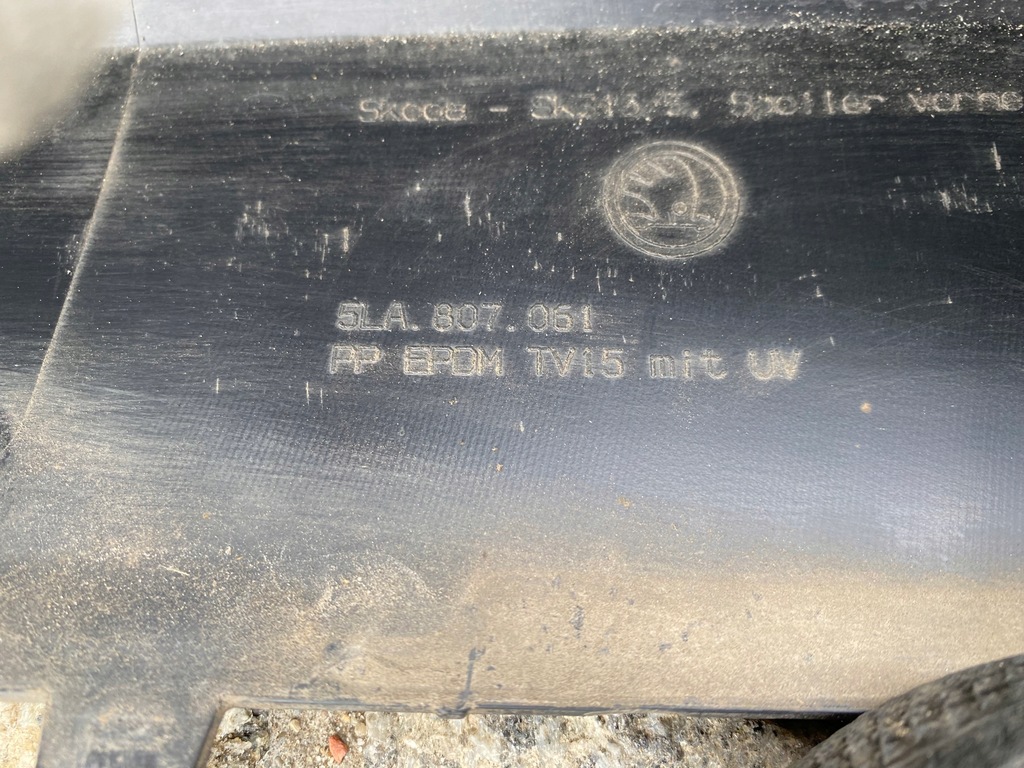 Skoda - Spoiler vorne
5LA.807.061
PP EPDM TV15 mit UV